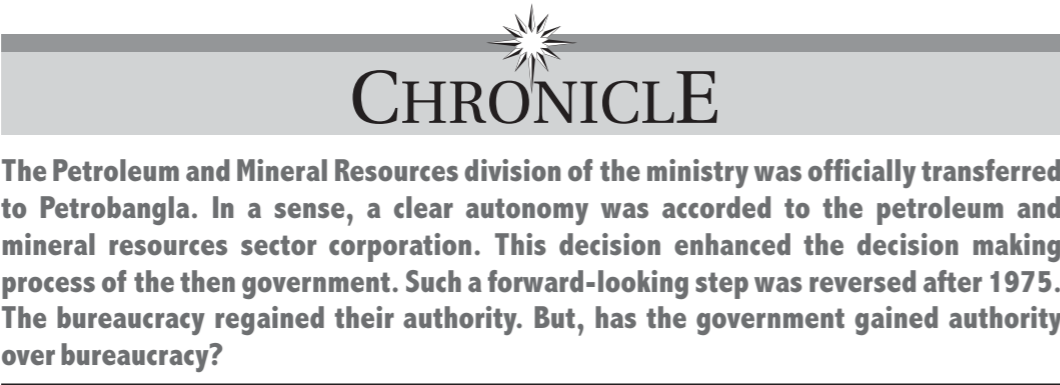 CHRONICLE
The Petroleum and Mineral Resources division of the ministry was officially transferred
to Petrobangla. In a sense, a clear autonomy was accorded to the petroleum and
mineral resources sector corporation. This decision enhanced the decision making
process of the then government. Such a forward-looking step was reversed after 1975.
The bureaucracy regained their authority. But, has the government gained authority
over bureaucracy?